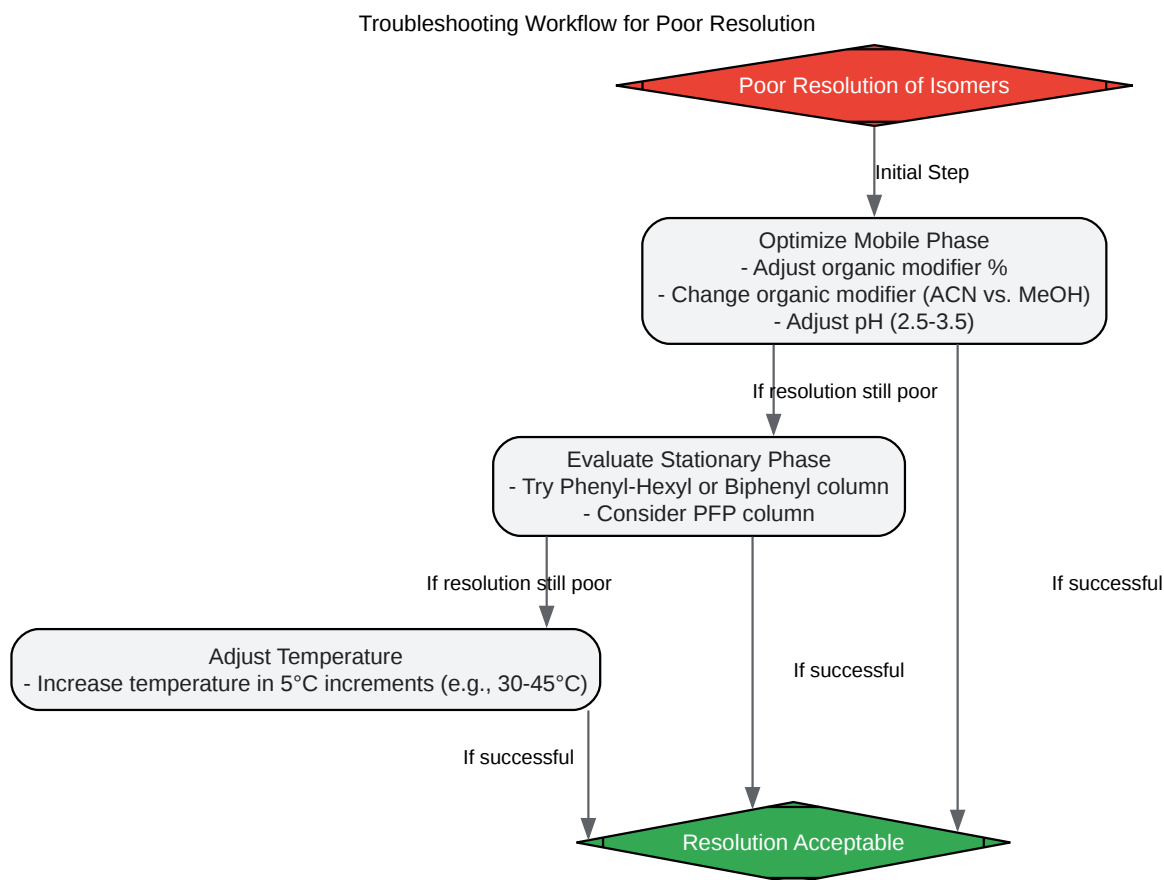 Troubleshooting Workflow for Poor Resolution
Poor Resolution of Isomers
Initial Step
Optimize Mobile Phase
- Adjust organic modifier %
- Change organic modifier (ACN vs. MeOH)
- Adjust pH (2.5-3.5)
If resolution still poor
Evaluate Stationary Phase
- Try Phenyl-Hexyl or Biphenyl column
- Consider PFP column
If resolution still poor
If successful
Adjust Temperature
- Increase temperature in 5°C increments (e.g., 30-45°C)
If successful
If successful
Resolution Acceptable